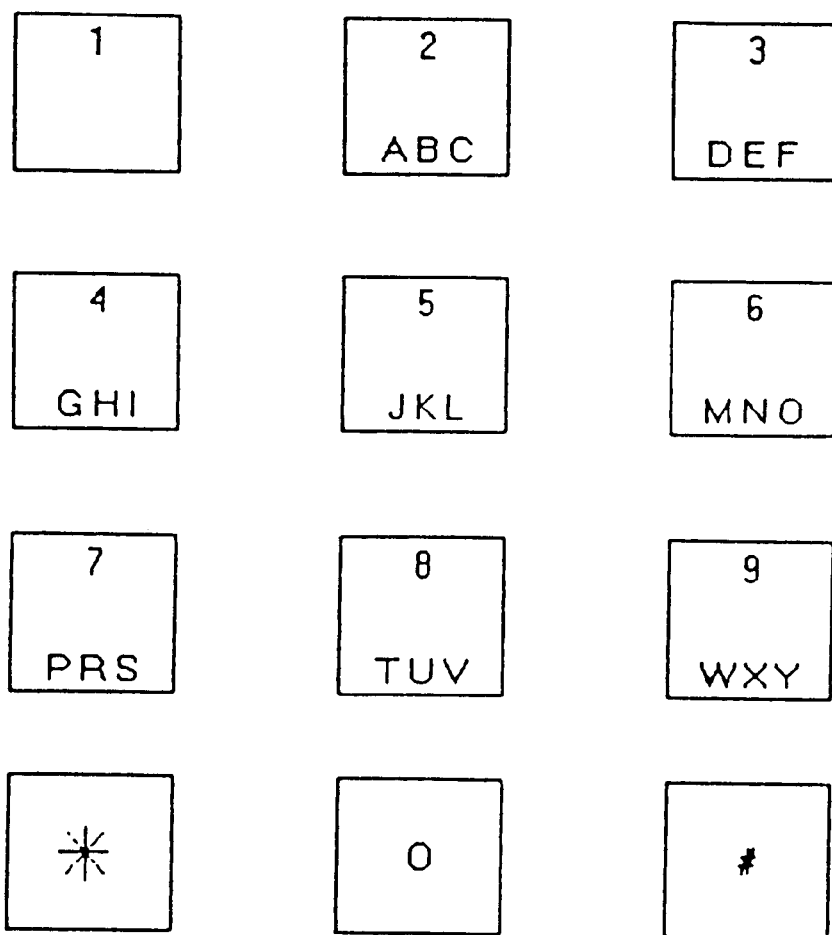 1 2 3
ABC DEF
4 5 6
GHI JKL MNO
7 8 9
PRS TUV WXY
* 0 #